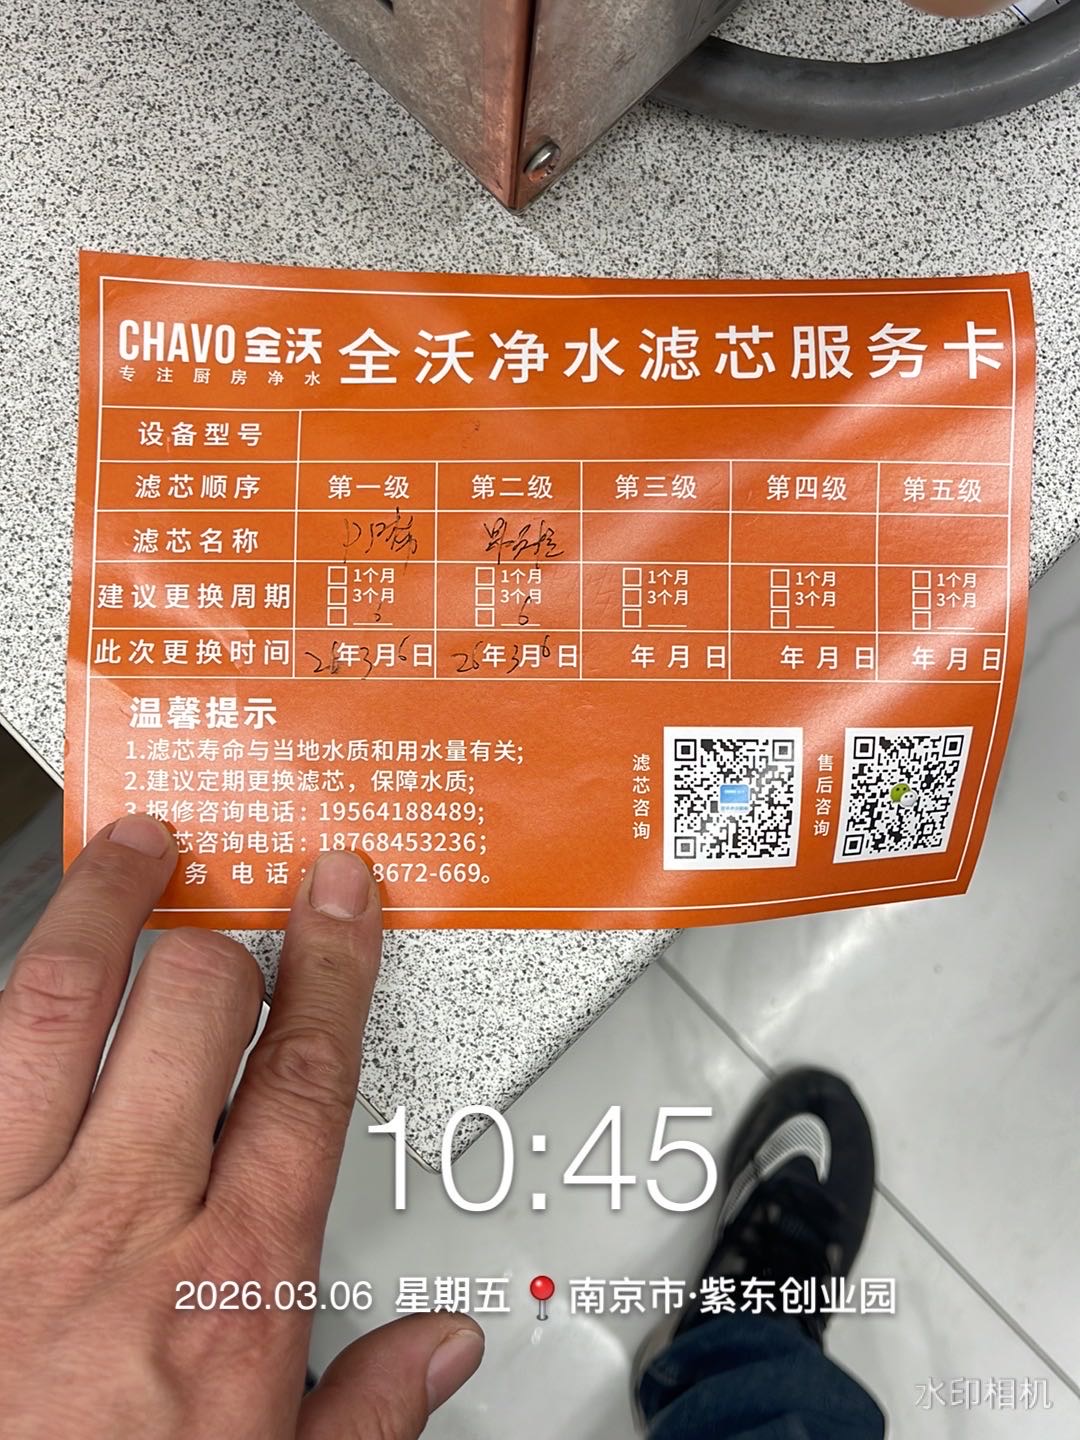 CHAVO 全沃
专注厨房净水
全沃净水滤芯服务卡
设备型号
滤芯顺序 第一级 第二级 第三级 第四级 第五级
滤芯名称
建议更换周期 1个月 1个月 1个月 1个月 1个月
3个月 3个月 3个月 3个月 3个月
6
此次更换时间 26年3月6日 26年3月6日 年 月 日 年 月 日 年 月 日
温馨提示
1.滤芯寿命与当地水质和用水量有关;
2.建议定期更换滤芯，保障水质;
3.报修咨询电话: 19564188489;
芯咨询电话: 18768453236;
务 电 话: 8672-669。
滤芯咨询
售后咨询
10:45
2026.03.06 星期五 南京市·紫东创业园
水印相机